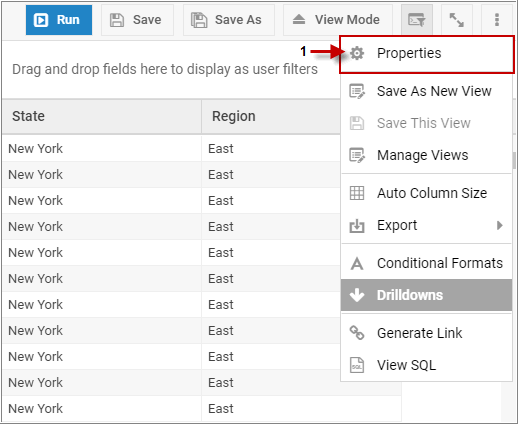 Run Save Save As View Mode
1 Properties
Drag and drop fields here to display as user filters
Save As New View
State Region
Save This View
New York East
Manage Views
New York East
New York East
Auto Column Size
New York East
Export
New York East
Conditional Formats
New York East
Drilldowns
New York East
New York East
Generate Link
New York East
View SQL
New York East
New York East